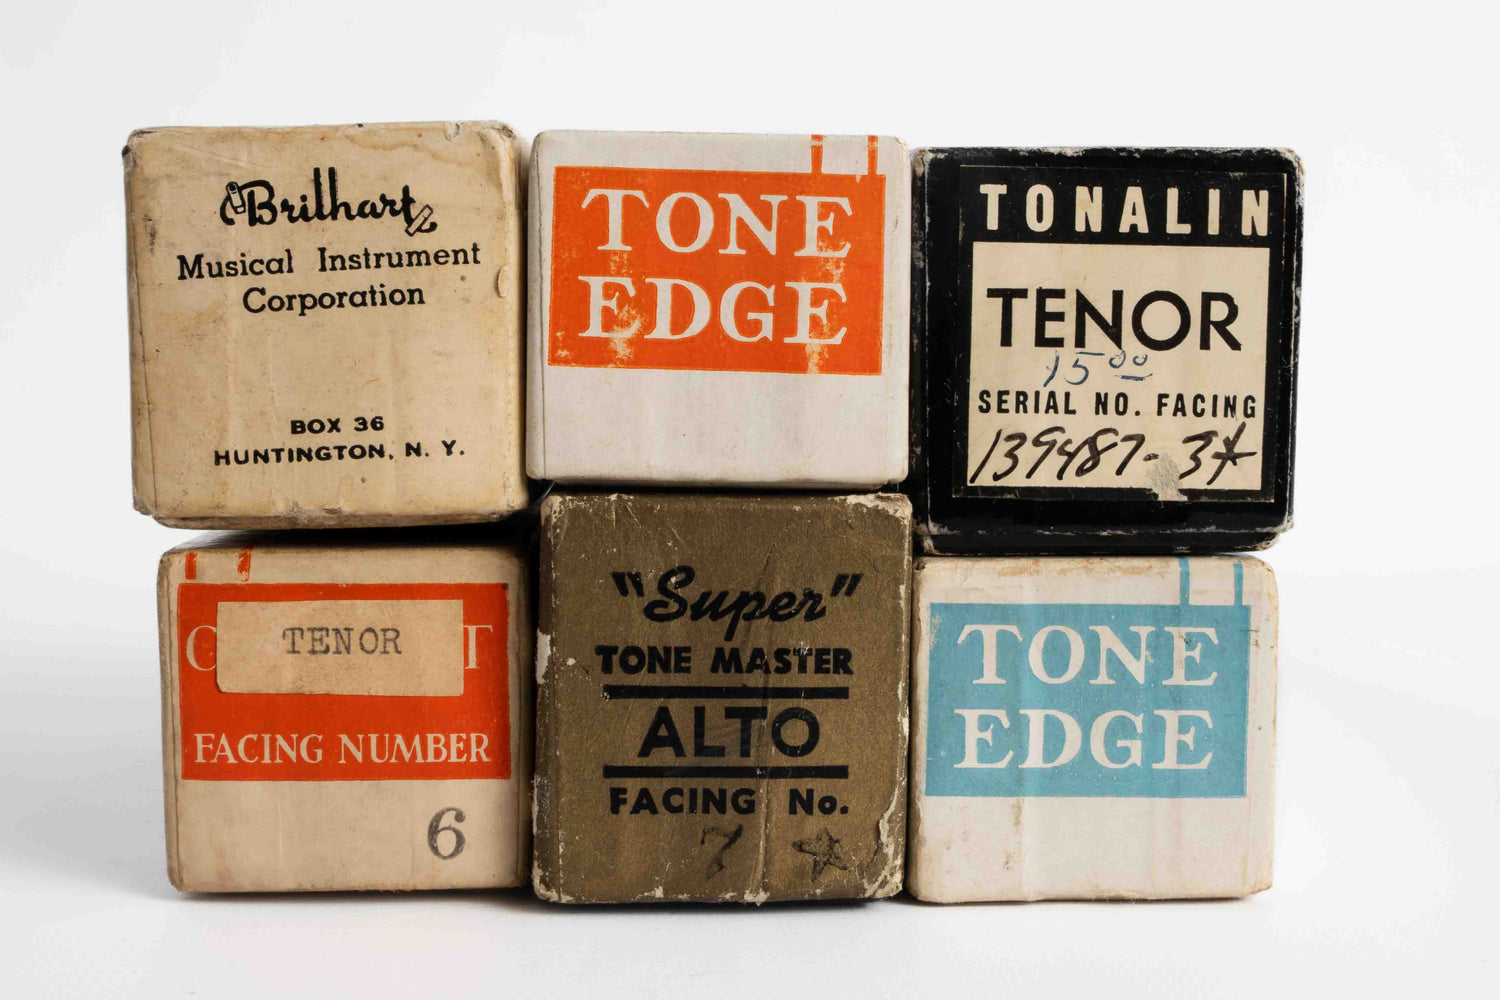 Brilhart
Musical Instrument
Corporation
BOX 36
HUNTINGTON, N. Y.
TONE
EDGE
TONALIN
TENOR
15.00
SERIAL NO. FACING
139487-3☆
TENOR
FACING NUMBER
6
"Super"
TONE MASTER
ALTO
FACING No.
7 ☆
TONE
EDGE